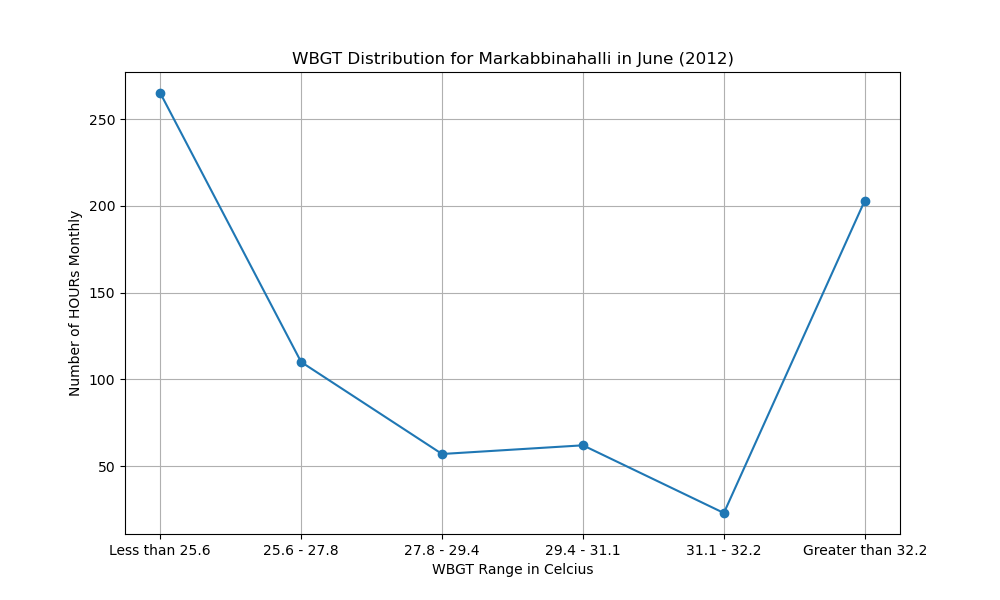 WBGT Distribution for Markabbinahalli in June (2012)
Number of HOURs Monthly
250
200
150
100
50
Less than 25.6
25.6 - 27.8
27.8 - 29.4
29.4 - 31.1
31.1 - 32.2
Greater than 32.2
WBGT Range in Celcius